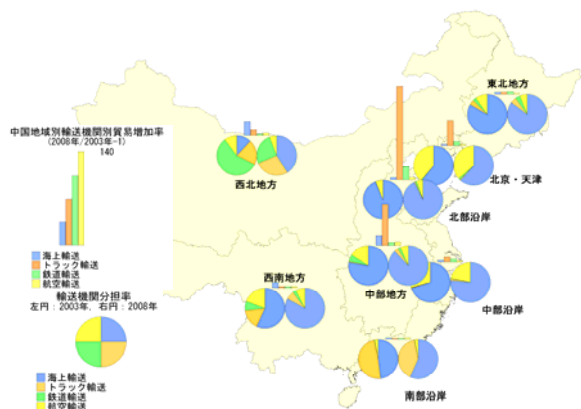 東北地方
中国地域別輸送機関別貿易増加率
(2008年/2003年-1)
140
西北地方
北京・天津
北部沿岸
海上輸送
トラック輸送
鉄道輸送
航空輸送
西南地方
中部地方
中部沿岸
輸送機関分担率
左円：2003年、右円：2008年
海上輸送
トラック輸送
鉄道輸送
航空輸送
南部沿岸